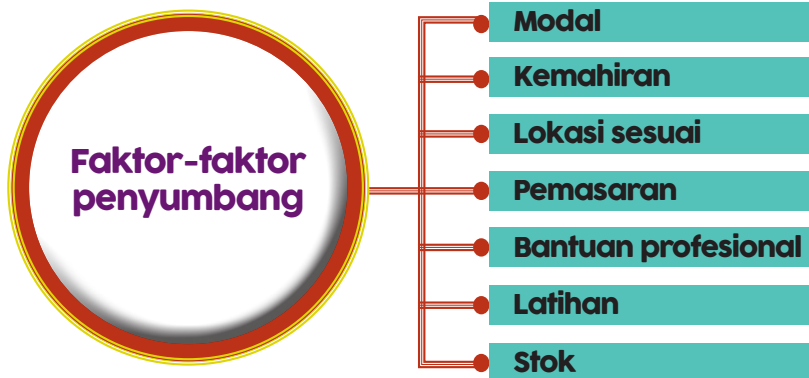 Faktor-faktor
penyumbang
Modal
Kemahiran
Lokasi sesuai
Pemasaran
Bantuan profesional
Latihan
Stok